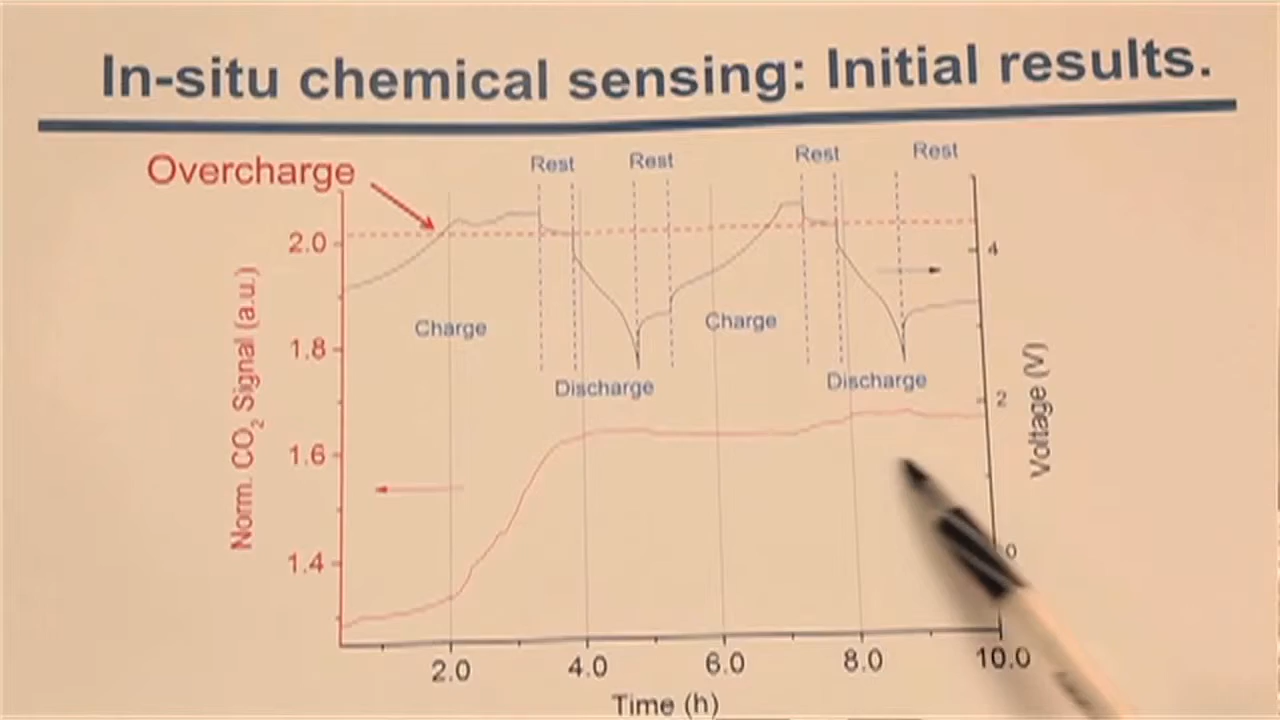 In-situ chemical sensing: Initial results.
Overcharge
Rest
Rest
Rest
Rest
Charge
Charge
Discharge
Discharge
2.0
1.8
1.6
1.4
Norm. CO2 Signal (a.u.)
4
2
0
Voltage (V)
2.0 4.0 6.0 8.0 10.0
Time (h)